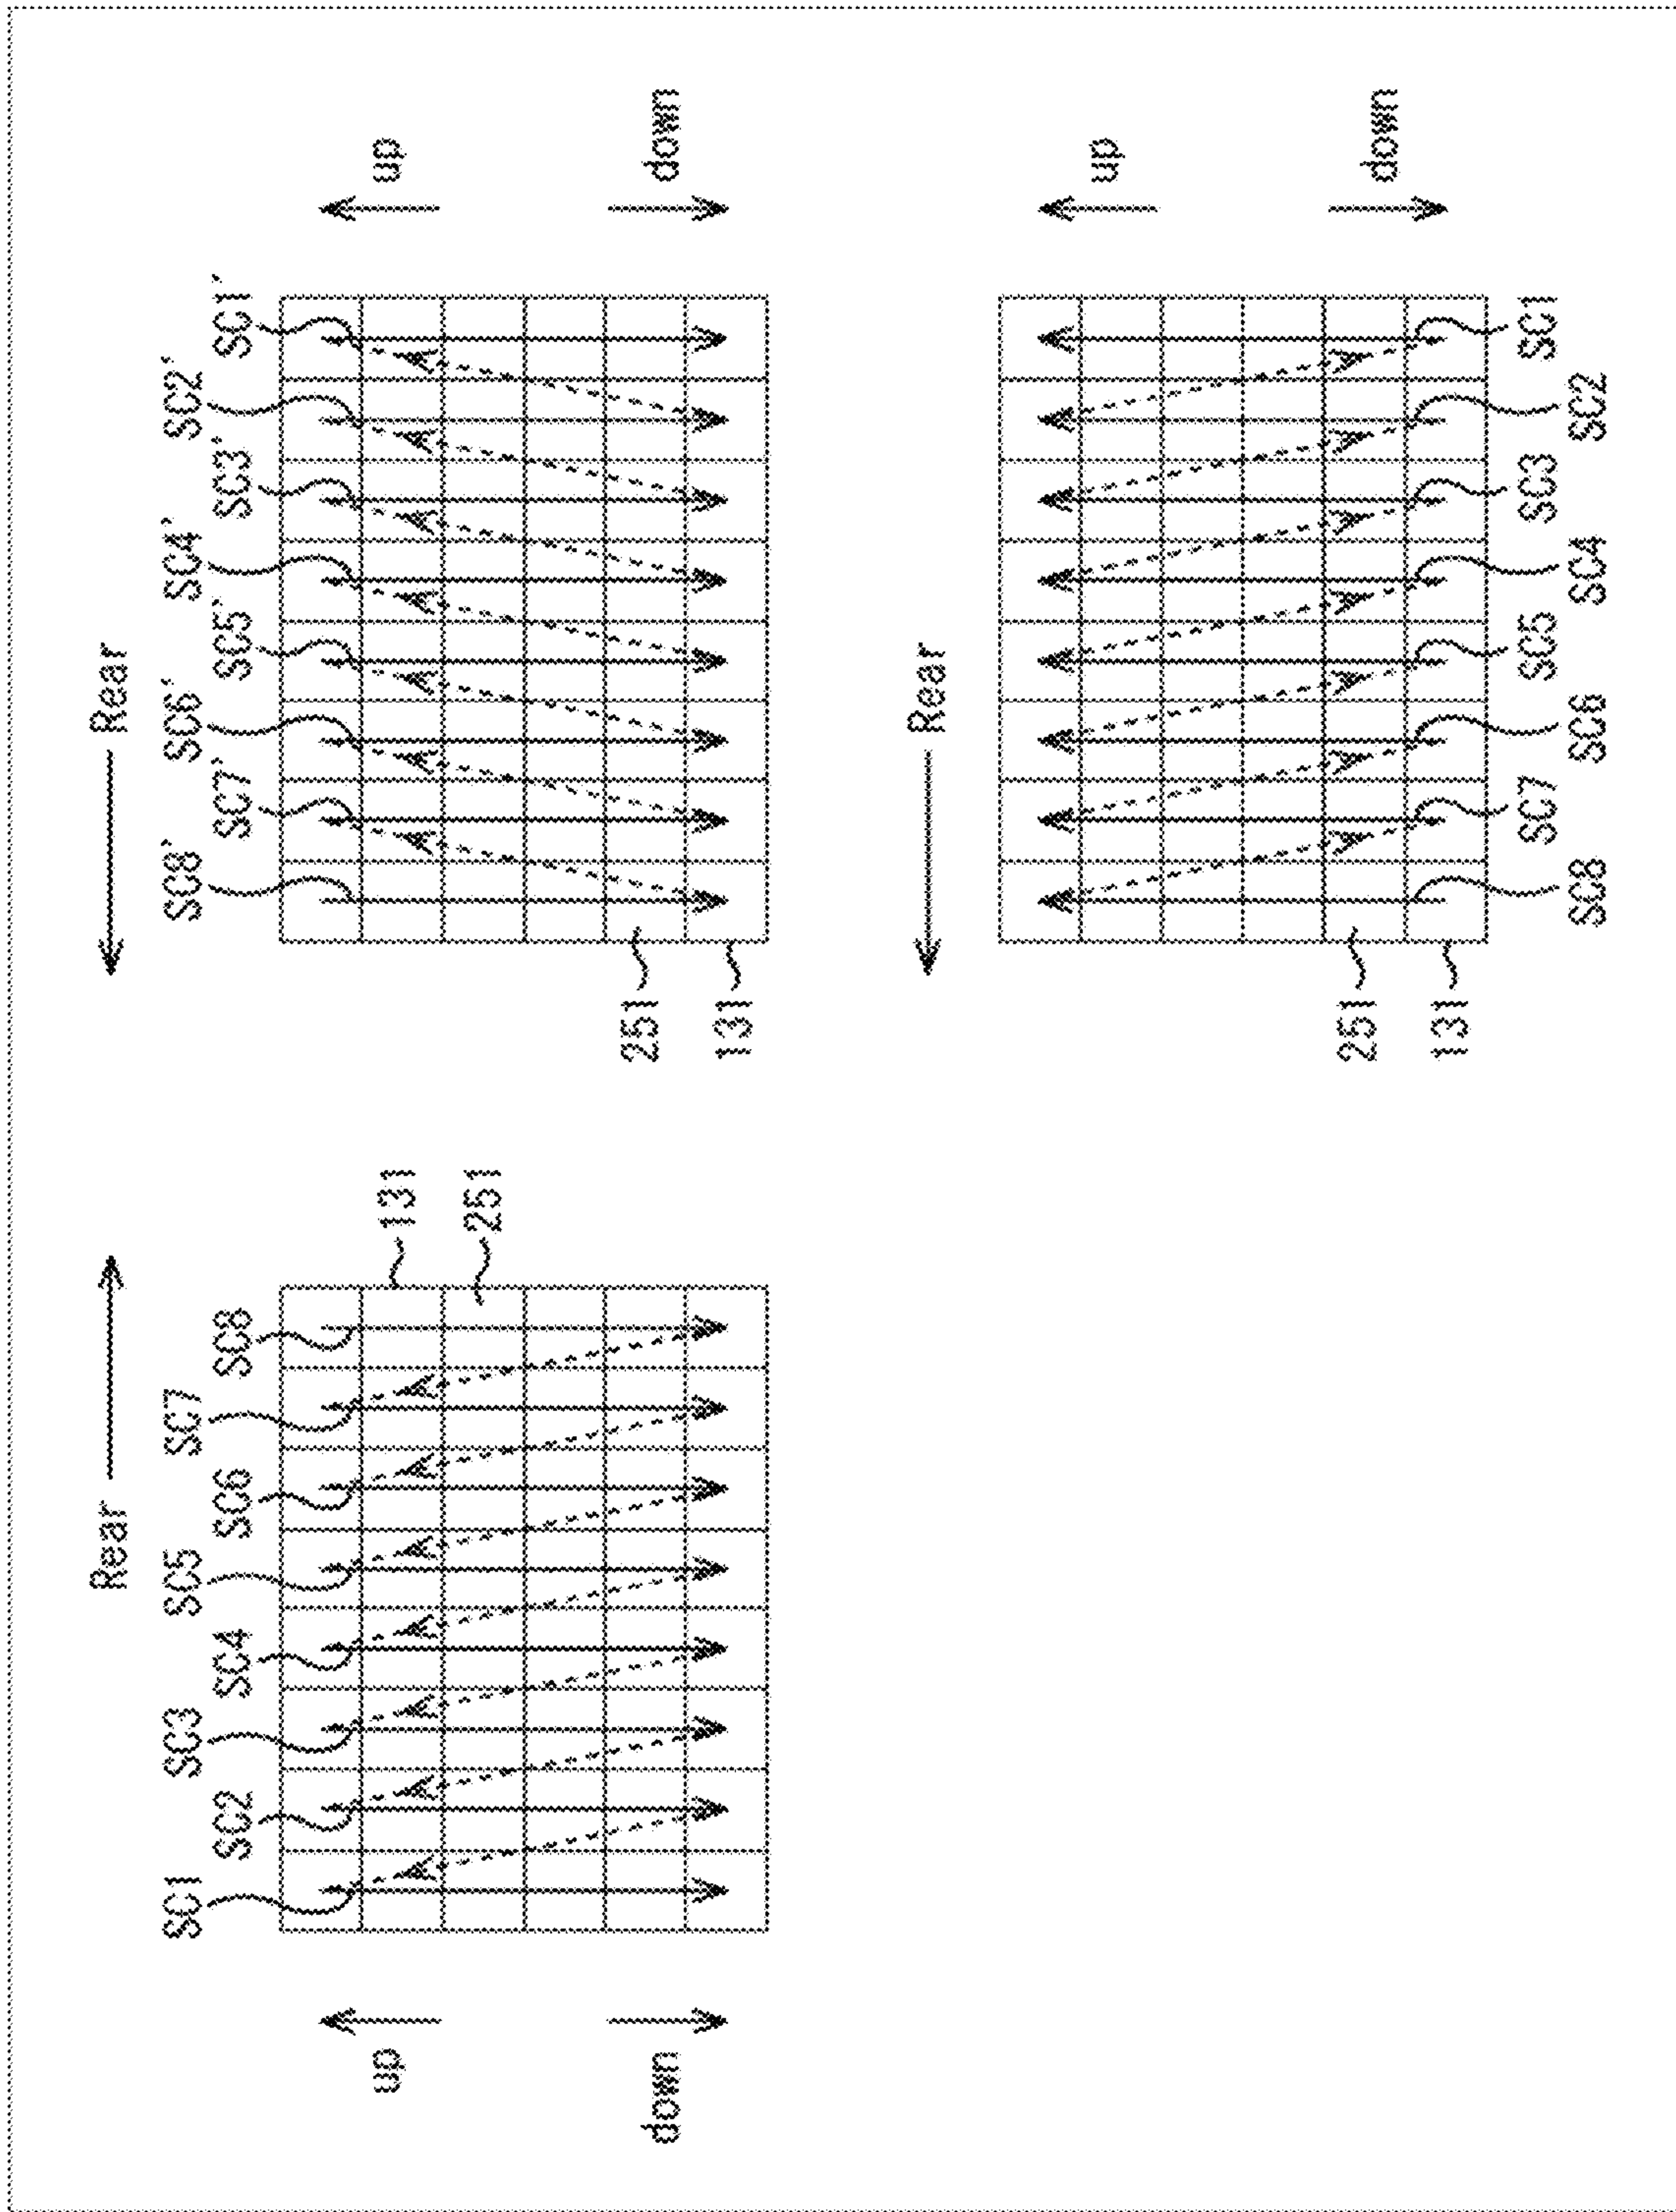 Rear
SC1 SC3 SC5 SC7
SC2 SC4 SC6 SC8
up
131
251
down
Rear
SC8' SC6' SC4' SC2'
SC7' SC5' SC3' SC1'
up
251
down
131
Rear
up
251
down
131
SC7 SC5 SC3 SC1
SC8 SC6 SC4 SC2